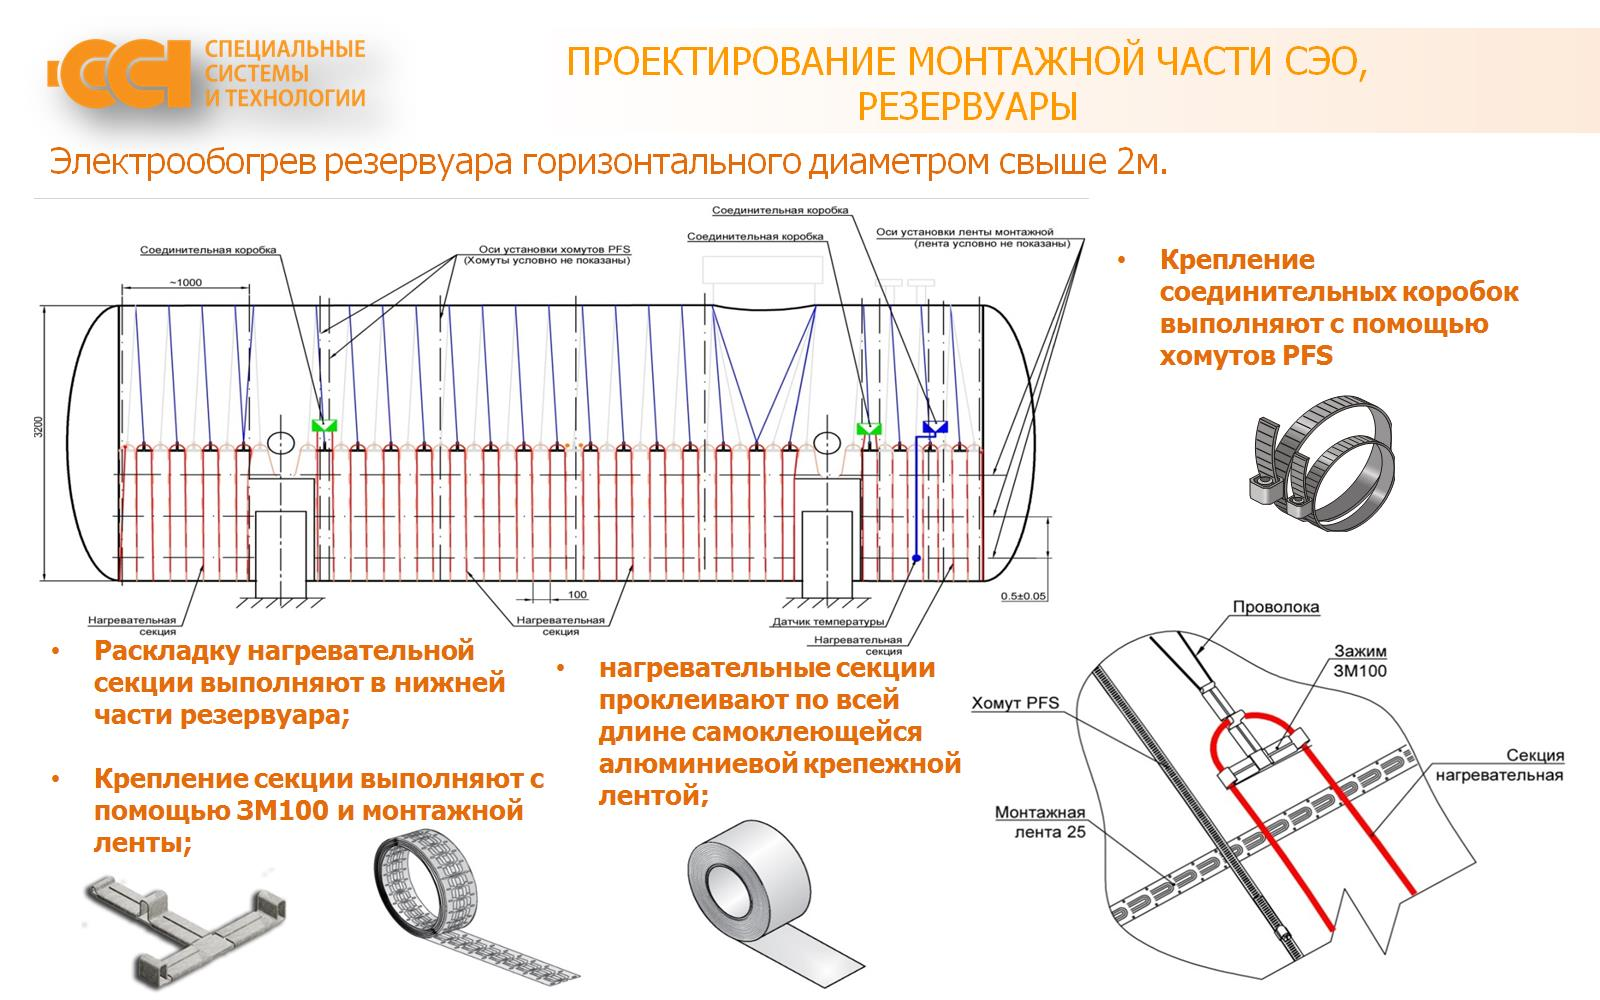 ССТ
СПЕЦИАЛЬНЫЕ
СИСТЕМЫ
И ТЕХНОЛОГИИ
ПРОЕКТИРОВАНИЕ МОНТАЖНОЙ ЧАСТИ СЭО,
РЕЗЕРВУАРЫ
Электрообогрев резервуара горизонтального диаметром свыше 2м.
Соединительная коробка
Соединительная коробка
Соединительная коробка
Оси установки хомутов PFS
(Хомуты условно не показаны)
Оси установки ленты монтажной
(лента условно не показаны)
~1000
3200
100
0.5±0.05
Нагревательная
секция
Нагревательная
секция
Датчик температуры
Нагревательная
секция
• Крепление
соединительных коробок
выполняют с помощью
хомутов PFS
• Раскладку нагревательной
секции выполняют в нижней
части резервуара;
• Крепление секции выполняют с
помощью ЗМ100 и монтажной
ленты;
• нагревательные секции
проклеивают по всей
длине самоклеющейся
алюминиевой крепежной
лентой;
Проволока
Зажим
ЗМ100
Хомут PFS
Секция
нагревательная
Монтажная
лента 25